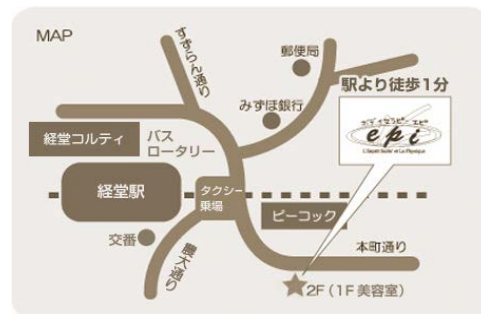 MAP
すずらん通り
郵便局
駅より徒歩1分
みずほ銀行
epi
経堂コルティ
バス
ロータリー
経堂駅
タクシー
乗場
ピーコック
交番
農大通り
本町通り
2F（1F 美容室）